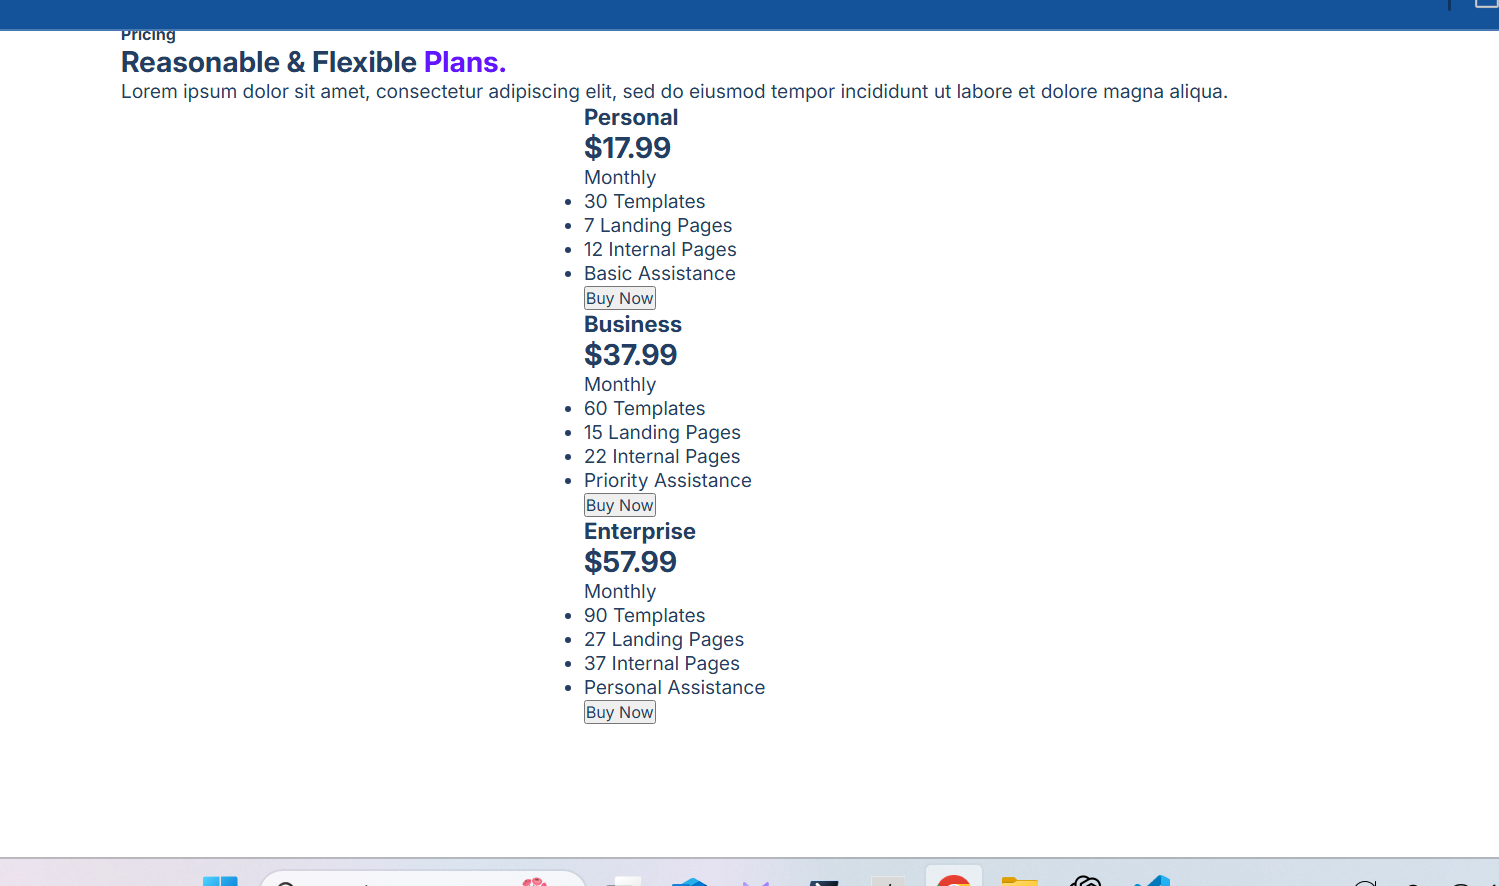 Pricing
Reasonable & Flexible Plans.
Lorem ipsum dolor sit amet, consectetur adipiscing elit, sed do eiusmod tempor incididunt ut labore et dolore magna aliqua.
Personal
$17.99
Monthly
30 Templates
7 Landing Pages
12 Internal Pages
Basic Assistance
Buy Now
Business
$37.99
Monthly
60 Templates
15 Landing Pages
22 Internal Pages
Priority Assistance
Buy Now
Enterprise
$57.99
Monthly
90 Templates
27 Landing Pages
37 Internal Pages
Personal Assistance
Buy Now